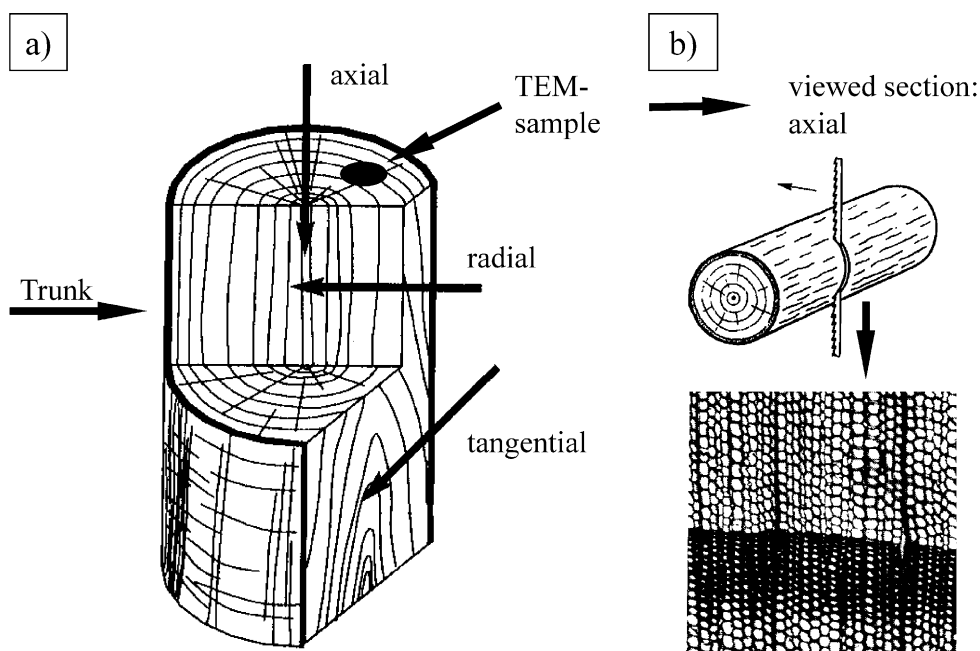 a)
axial
TEM-
sample
radial
Trunk
tangential
b)
viewed section:
axial